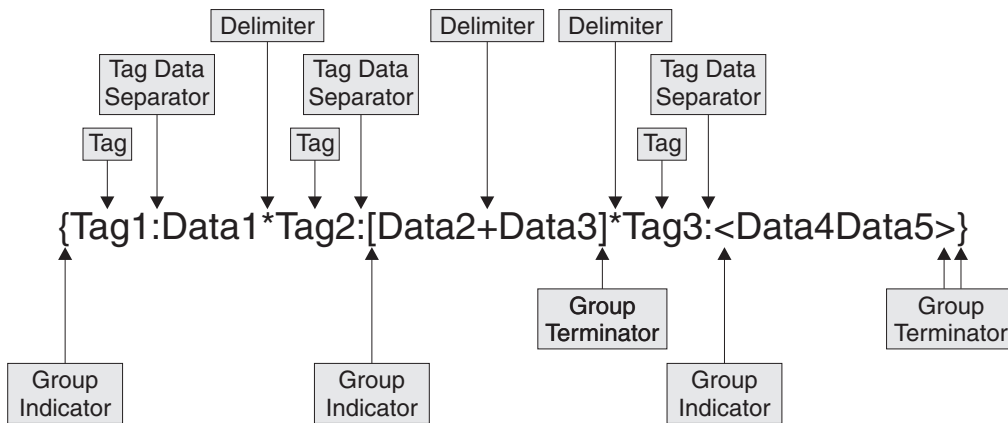 Delimiter Delimiter Delimiter
Tag Data
Separator
Tag Data
Separator
Tag Data
Separator
Tag Tag Tag
{Tag1:Data1*Tag2:[Data2+Data3]*Tag3:<Data4Data5>}
Group
Terminator
Group
Terminator
Group
Indicator
Group
Indicator
Group
Indicator